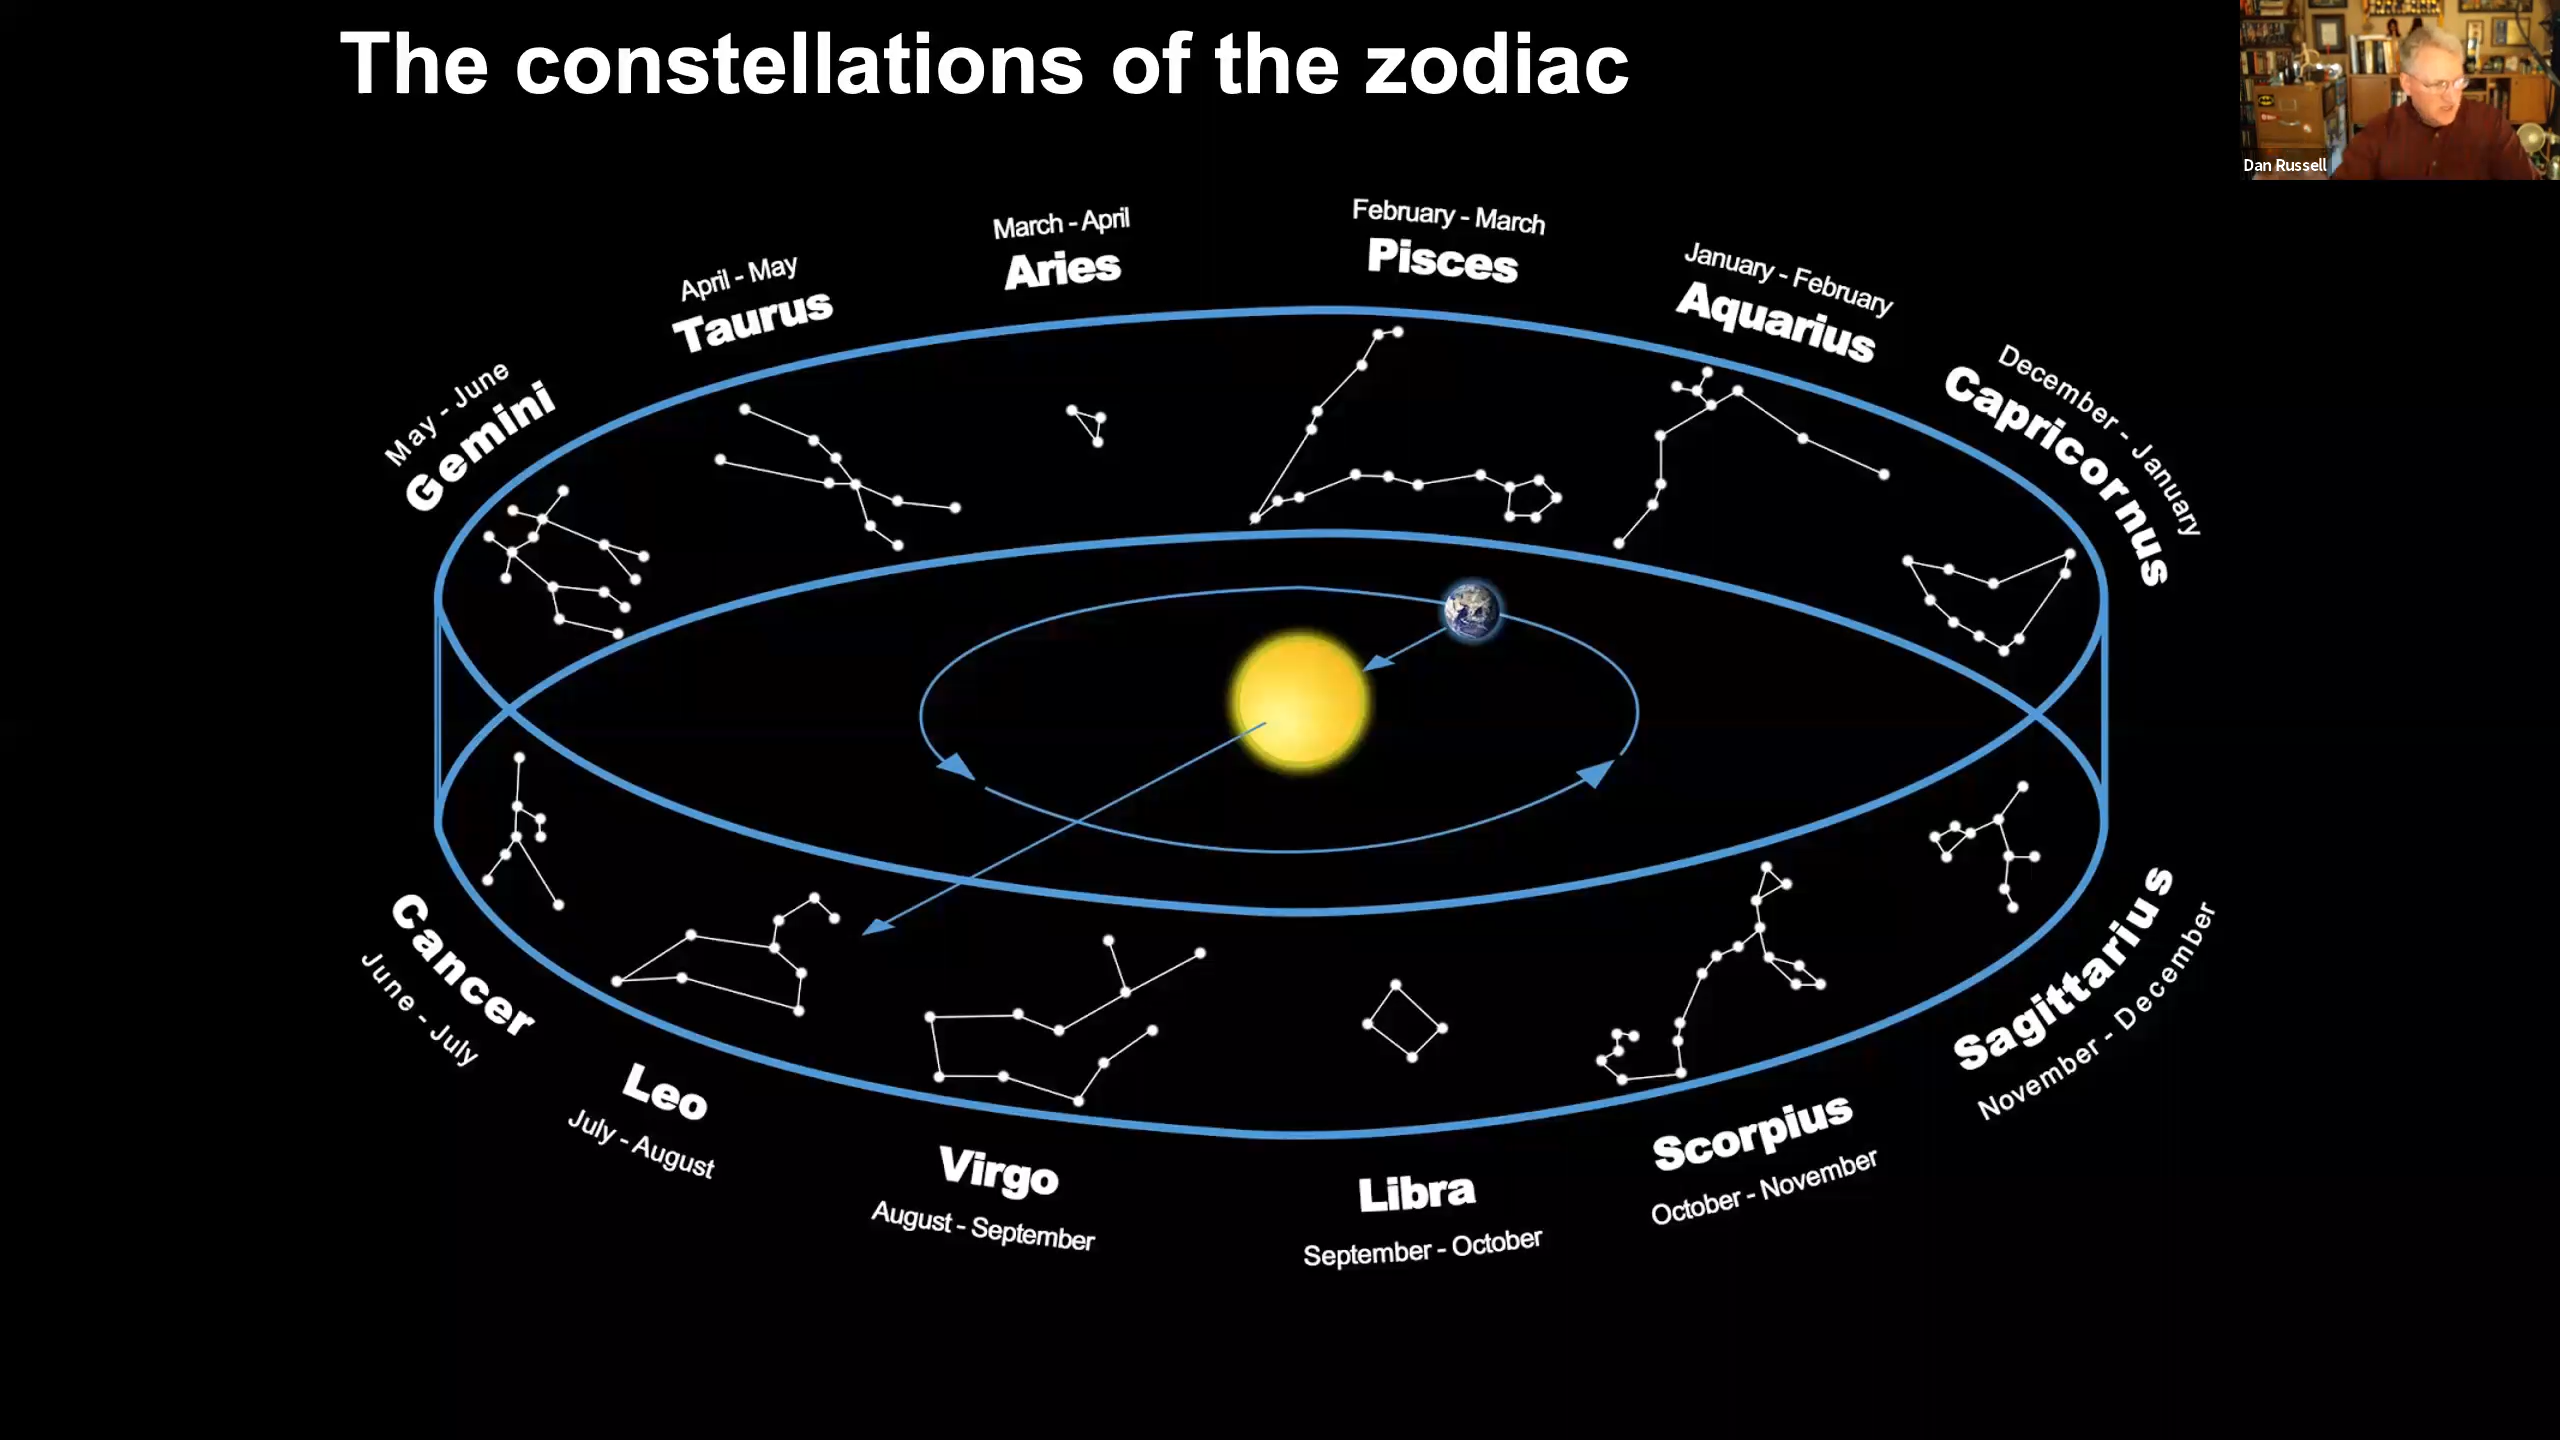 The constellations of the zodiac
Dan Russell
February - March
Pisces
March - April
Aries
January - February
Aquarius
April - May
Taurus
December - January
Capricornus
May - June
Gemini
Cancer
June - July
Sagittarius
November - December
Leo
July - August
Scorpius
October - November
Virgo
August - September
Libra
September - October